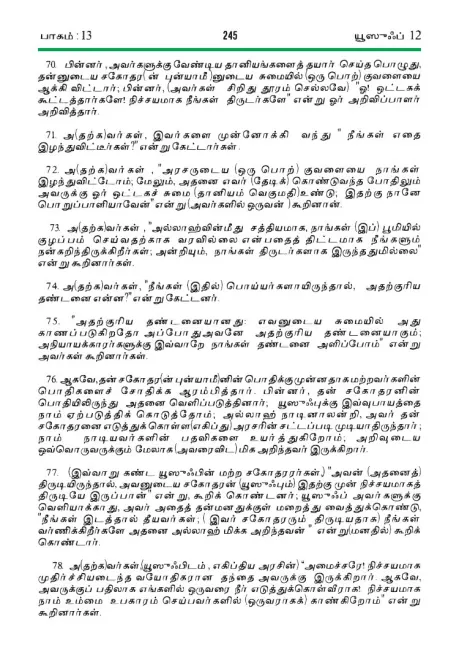 பாகம் : 13 245 யூஸுஃப் 12
70. பின்னர், அவர்களுக்கு வேண்டிய தானியங்களைத் தயார் செய்த பொழுது,
தன்னுடைய சகோதர(ன் புன்யாமீ)னுடைய சுமையில் (ஒரு பொற்) குவளையை
ஆக்கி விட்டார்; பின்னர், (அவர்கள் சிறிது தூரம் செல்லவே) "ஓ! ஒட்டகக்
கூட்டத்தார்களே! நிச்சயமாக நீங்கள் திருடர்களே" என்று ஓர் அறிவிப்பாளர்
அறிவித்தார்.
71. அ(தற்க)வர்கள், இவர்களை முன்னோக்கி வந்து " நீங்கள் எதை
இழந்துவிட்டீர்கள்?" என்று கேட்டார்கள்.
72. அ(தற்க)வர்கள் , "அரசருடைய (ஒரு பொற்) குவளையை நாங்கள்
இழந்துவிட்டோம்; மேலும், அதனை எவர் (தேடிக்) கொண்டுவந்த போதிலும்
அவருக்கு ஓர் ஒட்டகச் சுமை (தானியம் வெகுமதி)உண்டு; இதற்கு நானே
பொறுப்பாளியாவேன்" என்று (அவர்களில் ஒருவன் ) கூறினான்.
73. அ(தற்க)வர்கள் , "அல்லாஹ்வின்மீது சத்தியமாக, நாங்கள் (இப்) பூமியில்
குழப்பம் செய்வதற்காக வரவில்லை என்பதைத் திட்டமாக நீங்களும்
நன்கறிந்திருக்கிறீர்கள்; அன்றியும், நாங்கள் திருடர்களாக இருந்ததுமில்லை"
என்று கூறினார்கள்.
74. அ(தற்க)வர்கள், "நீங்கள் (இதில்) பொய்யர்களாயிருந்தால், அதற்குரிய
தண்டனை என்ன?" என்று கேட்டனர்.
75. "அதற்குரிய தண்டனையானது: எவனுடைய சுமையில் அது
காணப்படுகிறதோ அப்போதுஅவனே அதற்குரிய தண்டனையாகும்;
அநியாயக்காரர்களுக்கு இவ்வாறே நாங்கள் தண்டனை அளிப்போம்" என்று
அவர்கள் கூறினார்கள்.
76. ஆகவே, தன் சகோதர(ன் புன்யாமீ)னின் பொதிக்கு முன்னதாக மற்றவர்களின்
பொதிகளைச் சோதிக்க ஆரம்பித்தார். பின்னர், தன் சகோதரனின்
பொதியிலிருந்து அதனை வெளிப்படுத்தினார்; யூஸுஃபுக்கு இவ்வுபாயத்தை
நாம் ஏற்படுத்திக் கொடுத்தோம்; அல்லாஹ் நாடினாலன்றி, அவர் தன்
சகோதரனை எடுத்துக் கொள்ள(எகிப்து) அரசரின் சட்டப்படி முடியாதிருந்தார்;
நாம் நாடியவர்களின் பதவிகளை உயர்த்துகிறோம்; அறிவுடைய
ஒவ்வொருவருக்கும் மேலாக (அவரைவிட) மிக அறிந்தவர் இருக்கிறார்.
77. (இவ்வாறு கண்ட யூஸுஃபின் மற்ற சகோதரர்கள்,) "அவன் (அதனைத்)
திருடியிருந்தால், அவனுடைய சகோதரன் (யூஸுஃபும்) இதற்கு முன் நிச்சயமாகத்
திருடியே இருப்பான்" என்று, கூறிக் கொண்டனர்; யூஸுஃப் அவர்களுக்கு
வெளியாக்காது, அவர் அதைத் தன் மனதுக்குள் மறைத்து வைத்துக்கொண்டு,
"நீங்கள் இடத்தால் தீயவர்கள்; ( இவர் சகோதரரும் திருடியதாக) நீங்கள்
வர்ணிக்கிறீர்களே அதனை அல்லாஹ் மிக்க அறிந்தவன் " என்று(மனதில்) கூறிக்
கொண்டார்.
78. அ(தற்க)வர்கள்,(யூஸுஃபிடம் , எகிப்திய அரசின்) "அமைச்சரே! நிச்சயமாக
முதிர்ச்சியடைந்த வயோதிகரான தந்தை அவருக்கு இருக்கிறார். ஆகவே,
அவருக்குப் பதிலாக எங்களில் ஒருவரை நீர் எடுத்துக்கொள்வீராக! நிச்சயமாக
நாம் உம்மை உபகாரம் செய்பவர்களில் (ஒருவராகக்) காண்கிறோம்" என்று
கூறினார்கள்.